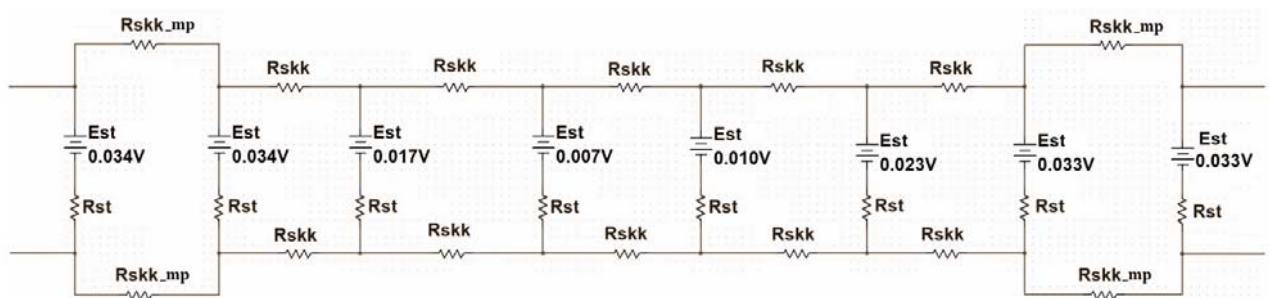 Rskk_mp
Rskk_mp
Rskk
Rskk
Rskk
Rskk
Rskk
Est
0.034V
Est
0.034V
Est
0.017V
Est
0.007V
Est
0.010V
Est
0.023V
Est
0.033V
Est
0.033V
Rst
Rst
Rst
Rst
Rst
Rst
Rst
Rst
Rskk
Rskk
Rskk
Rskk
Rskk
Rskk_mp
Rskk_mp